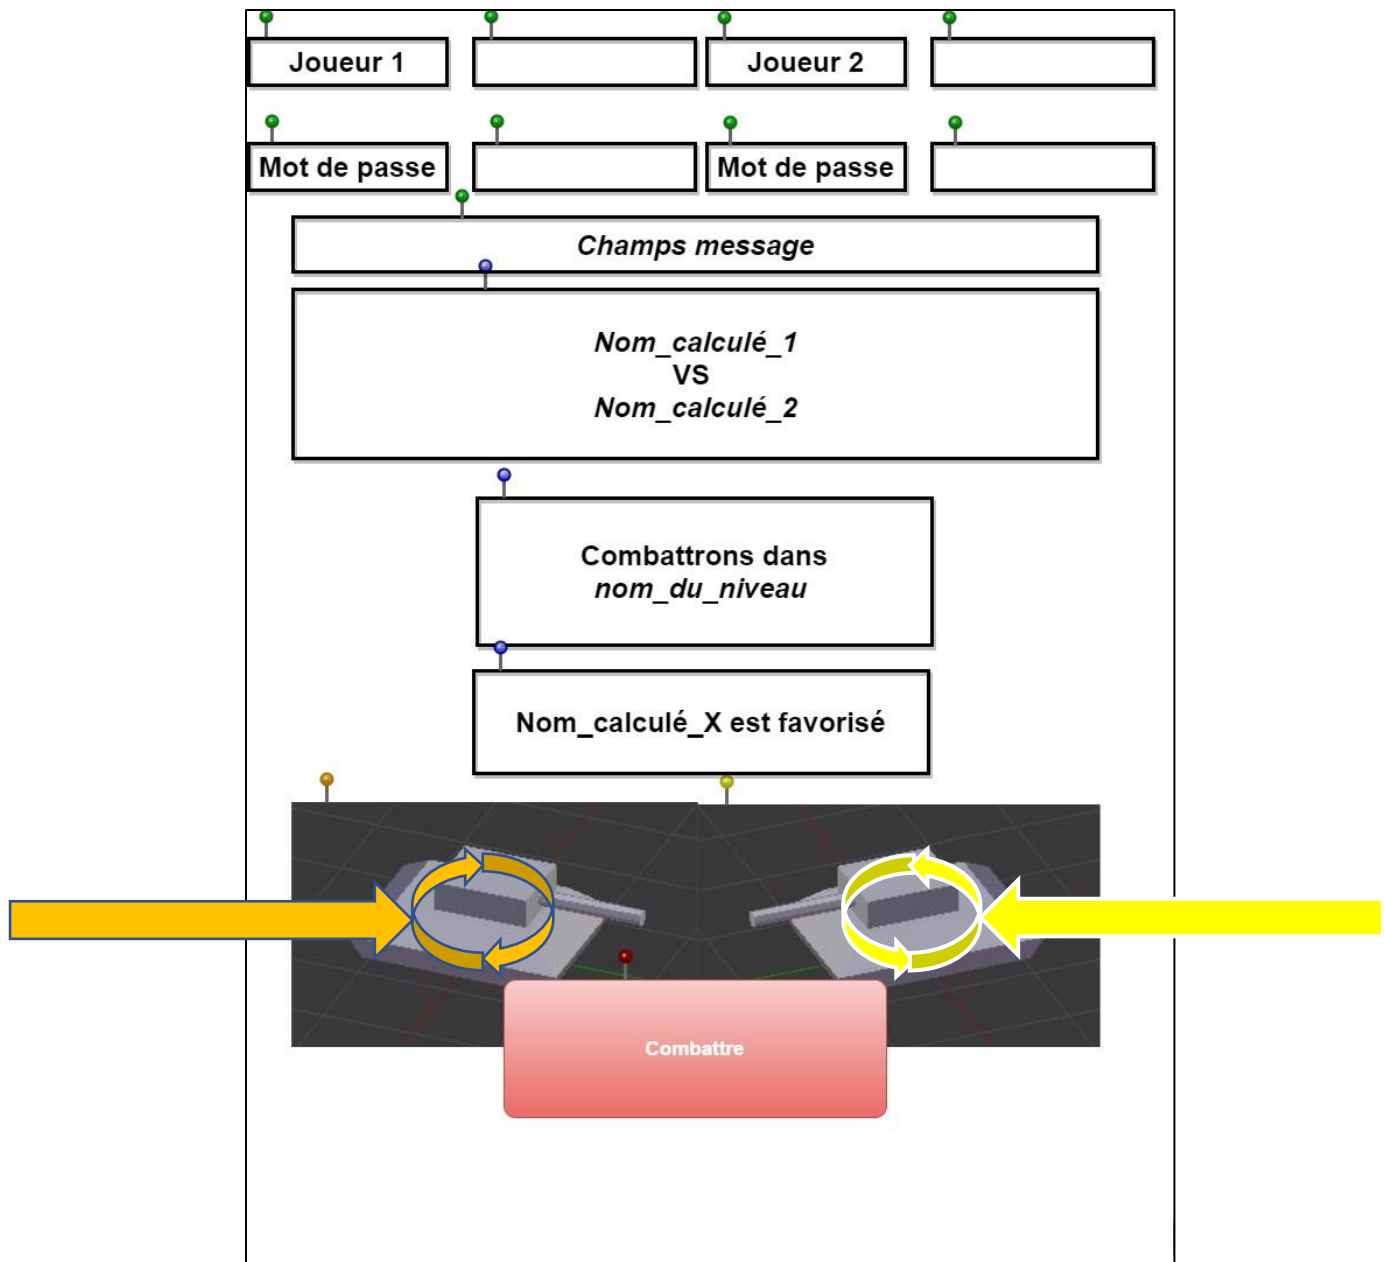 Joueur 1
Joueur 2
Mot de passe
Mot de passe
Champs message
Nom_calculé_1
VS
Nom_calculé_2
Combattrons dans
nom_du_niveau
Nom_calculé_X est favorisé
Combattre